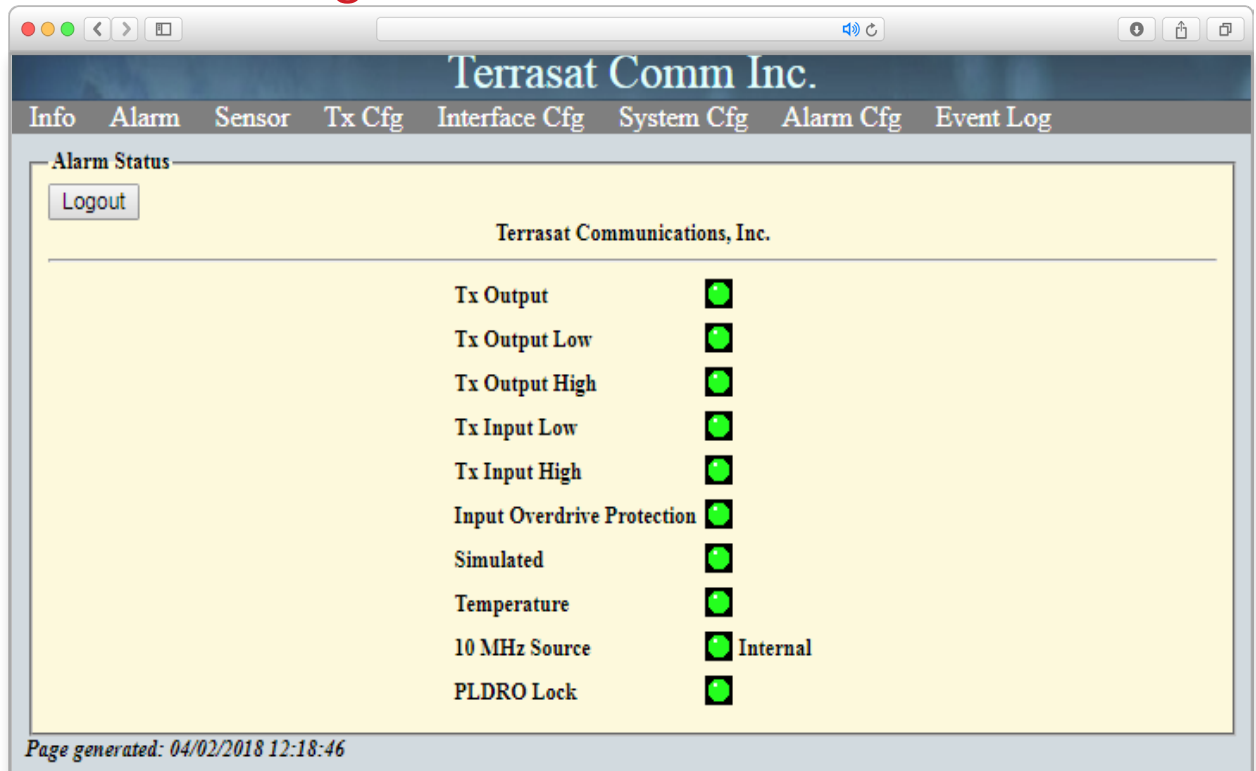 Terrasat Comm Inc.
Info Alarm Sensor Tx Cfg Interface Cfg System Cfg Alarm Cfg Event Log
Alarm Status
Logout
Terrasat Communications, Inc.
Tx Output
Tx Output Low
Tx Output High
Tx Input Low
Tx Input High
Input Overdrive Protection
Simulated
Temperature
10 MHz Source Internal
PLDRO Lock
Page generated: 04/02/2018 12:18:46